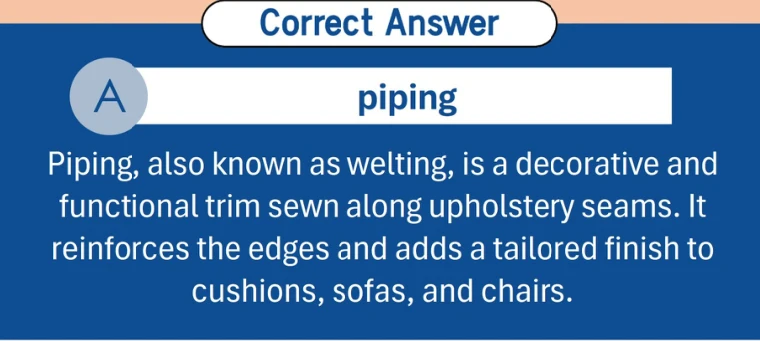 Correct Answer
A
piping
Piping, also known as welting, is a decorative and
functional trim sewn along upholstery seams. It
reinforces the edges and adds a tailored finish to
cushions, sofas, and chairs.